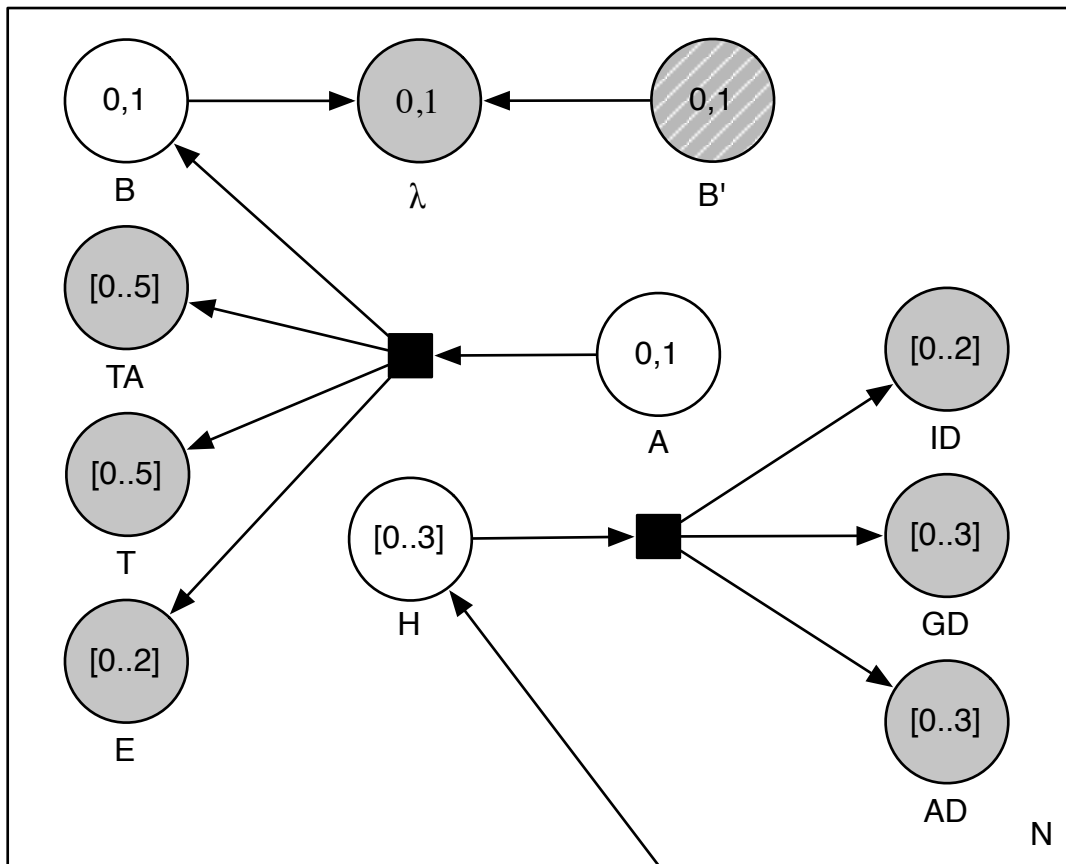 0,1
0,1
0,1
B
λ
B'
[0..5]
TA
0,1
A
[0..2]
ID
[0..5]
T
[0..3]
H
[0..3]
GD
[0..2]
E
[0..3]
AD
N